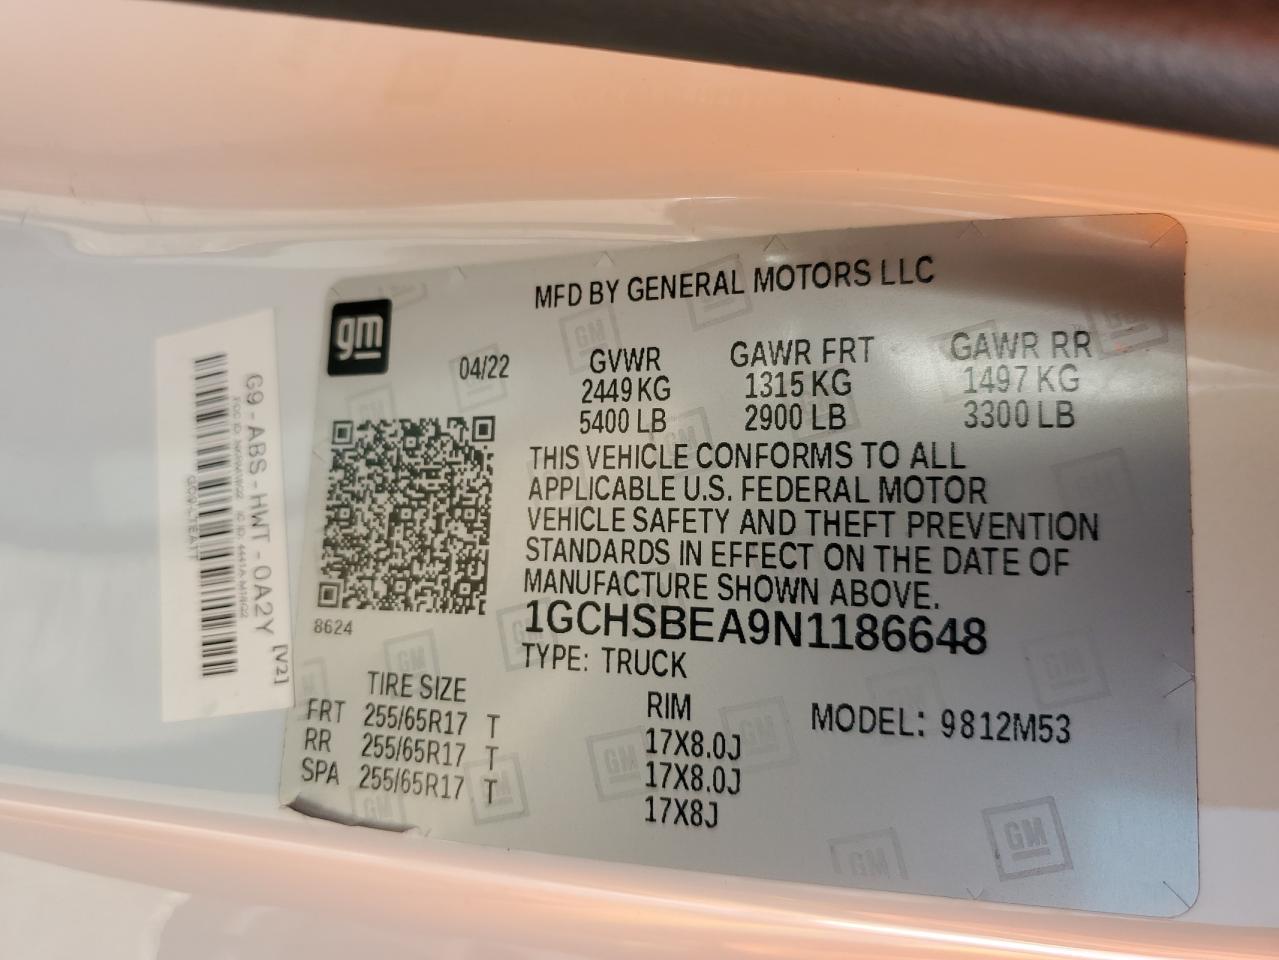 MFD BY GENERAL MOTORS LLC
gm
04/22
GVWR GAWR FRT GAWR RR
2449 KG 1315 KG 1497 KG
5400 LB 2900 LB 3300 LB
THIS VEHICLE CONFORMS TO ALL
APPLICABLE U.S. FEDERAL MOTOR
VEHICLE SAFETY AND THEFT PREVENTION
STANDARDS IN EFFECT ON THE DATE OF
MANUFACTURE SHOWN ABOVE.
8624
1GCHSBEA9N1186648
TYPE: TRUCK
TIRE SIZE RIM MODEL: 9812M53
FRT 255/65R17 T 17X8.0J
RR 255/65R17 T 17X8.0J
SPA 255/65R17 T 17X8J
G9 - ABS - HWT - 0A2Y [V2]